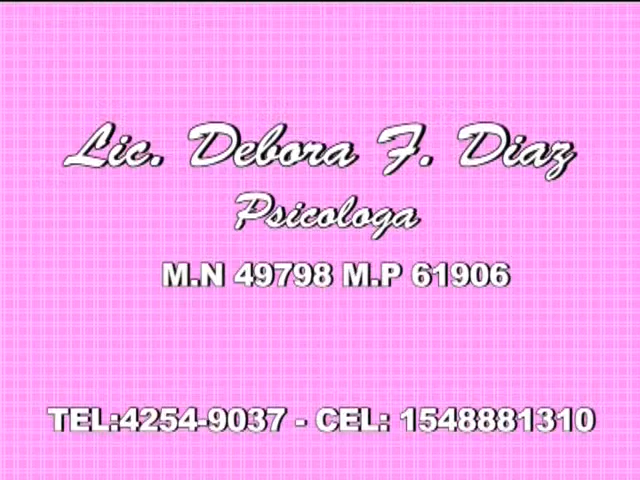 Lic. Debora F. Diaz
Psicologa
M.N 49798 M.P 61906
TEL:4254-9037 - CEL: 1548881310